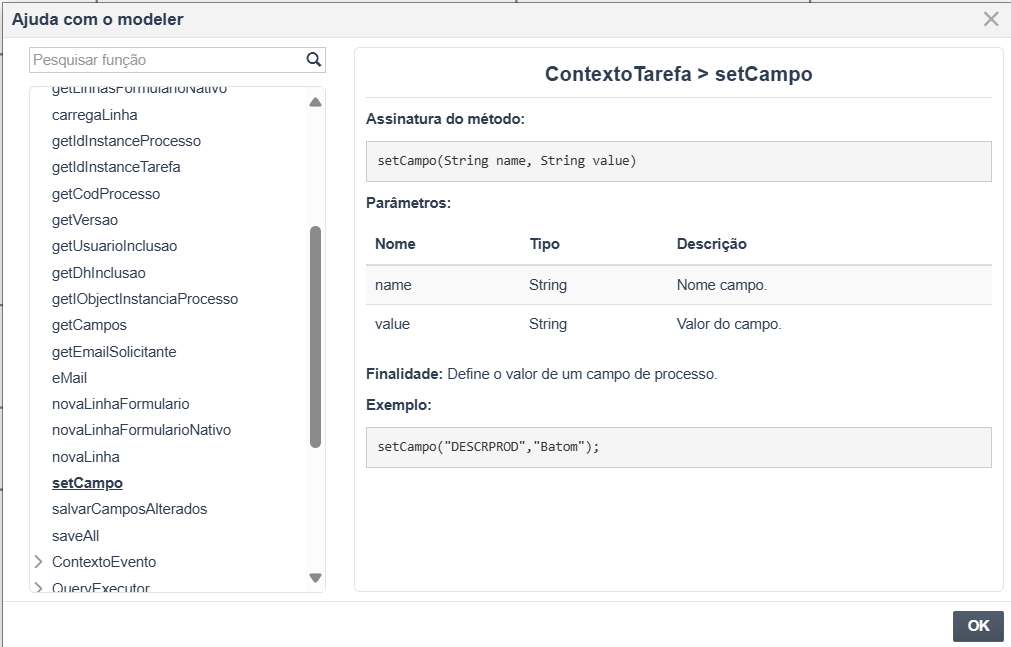 Ajuda com o modeler
Pesquisar função
getLinhasFormularioNativo
carregaLinha
getIdInstanceProcesso
getIdInstanceTarefa
getCodProcesso
getVersao
getUsuarioInclusao
getDhInclusao
getIObjectInstanciaProcesso
getCampos
getEmailSolicitante
eMail
novaLinhaFormulario
novaLinhaFormularioNativo
novaLinha
setCampo
salvarCamposAlterados
saveAll
ContextoEvento
QueryExecutor
ContextoTarefa > setCampo
Assinatura do método:
setCampo(String name, String value)
Parâmetros:
Nome Tipo Descrição
name String Nome campo.
value String Valor do campo.
Finalidade: Define o valor de um campo de processo.
Exemplo:
setCampo("DESCRPROD","Batom");
OK